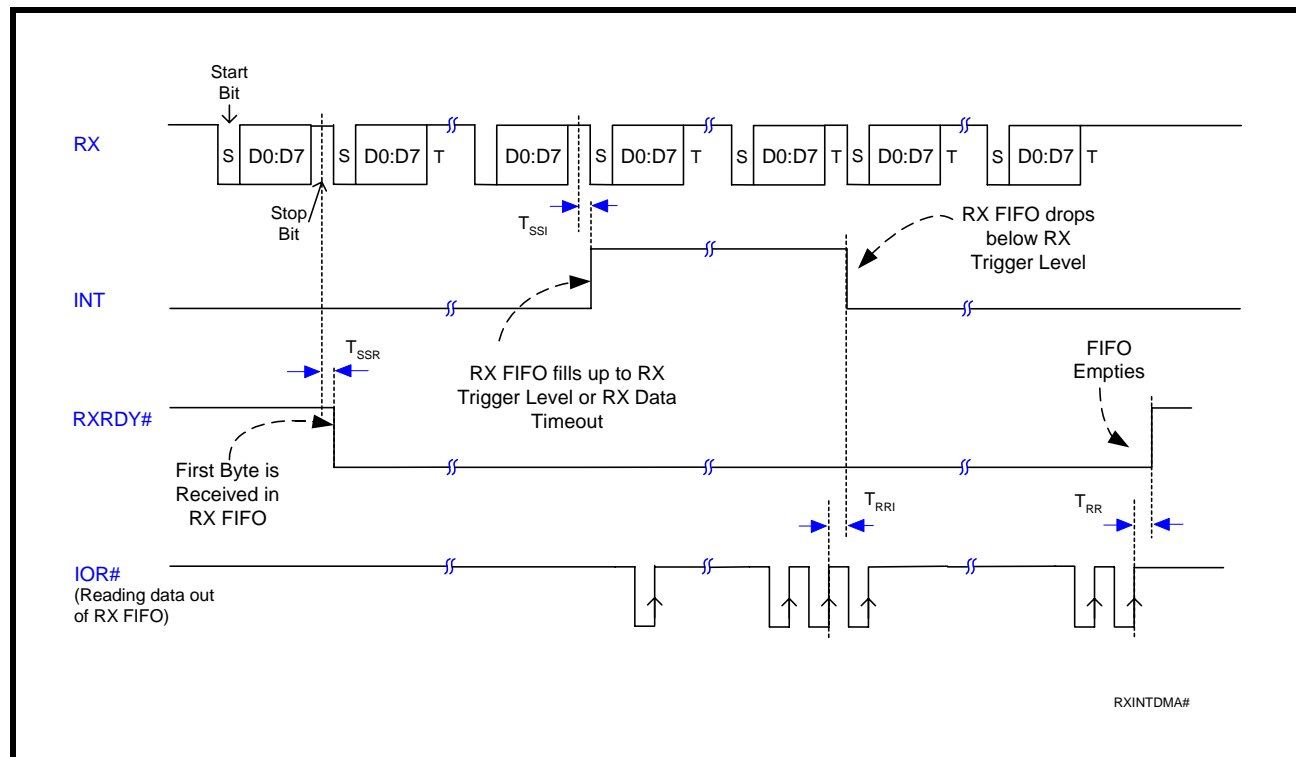 Start
Bit
RX
S
D0:D7
S
D0:D7
T
D0:D7
S
D0:D7
T
S
D0:D7
T
S
D0:D7
T
S
D0:D7
T
Stop
Bit
TSSI
RX FIFO drops
below RX
Trigger Level
INT
TSSR
RX FIFO fills up to RX
Trigger Level or RX Data
Timeout
FIFO
Empties
RXRDY#
First Byte is
Received in
RX FIFO
TRRI
TRR
IOR#
(Reading data out
of RX FIFO)
RXINTDMA#